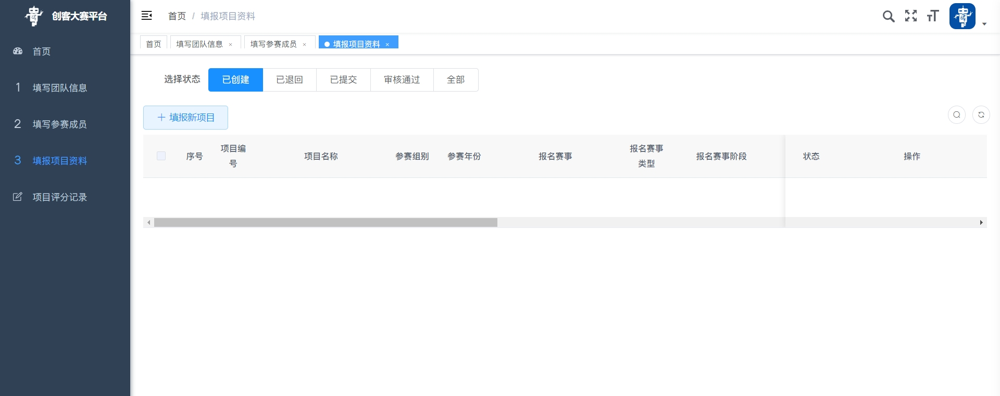 创客大赛平台
首页 / 填报项目资料
首页
填写团队信息 ×
填写参赛成员 ×
填报项目资料 ×
首页
1 填写团队信息
2 填写参赛成员
3 填报项目资料
项目评分记录
选择状态 已创建 已退回 已提交 审核通过 全部
+ 填报新项目
序号
项目编
号
项目名称
参赛组别
参赛年份
报名赛事
报名赛事
类型
报名赛事阶段
状态
操作